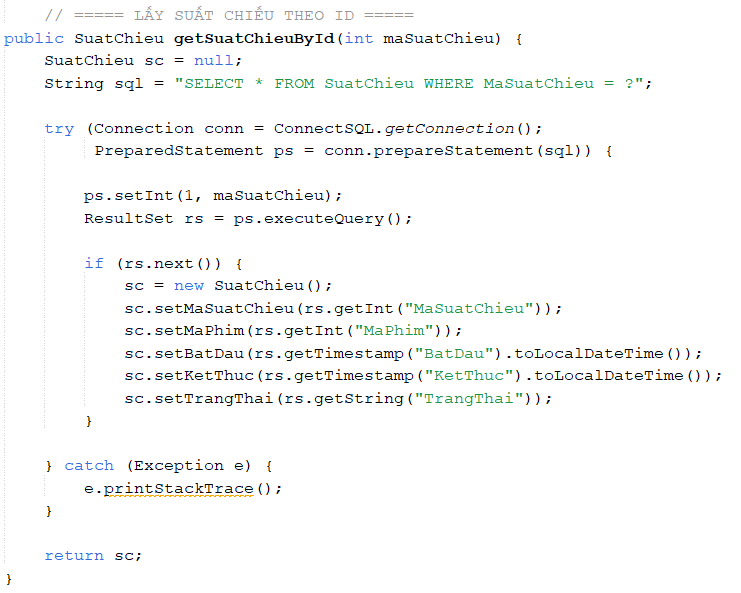 // ===== LẤY SUẤT CHIẾU THEO ID =====
public SuatChieu getSuatChieuById(int maSuatChieu) {
SuatChieu sc = null;
String sql = "SELECT * FROM SuatChieu WHERE MaSuatChieu = ?";
try (Connection conn = ConnectSQL.getConnection();
PreparedStatement ps = conn.prepareStatement(sql)) {
ps.setInt(1, maSuatChieu);
ResultSet rs = ps.executeQuery();
if (rs.next()) {
sc = new SuatChieu();
sc.setMaSuatChieu(rs.getInt("MaSuatChieu"));
sc.setMaPhim(rs.getInt("MaPhim"));
sc.setBatDau(rs.getTimestamp("BatDau").toLocalDateTime());
sc.setKetThuc(rs.getTimestamp("KetThuc").toLocalDateTime());
sc.setTrangThai(rs.getString("TrangThai"));
}
} catch (Exception e) {
e.printStackTrace();
}
return sc;
}